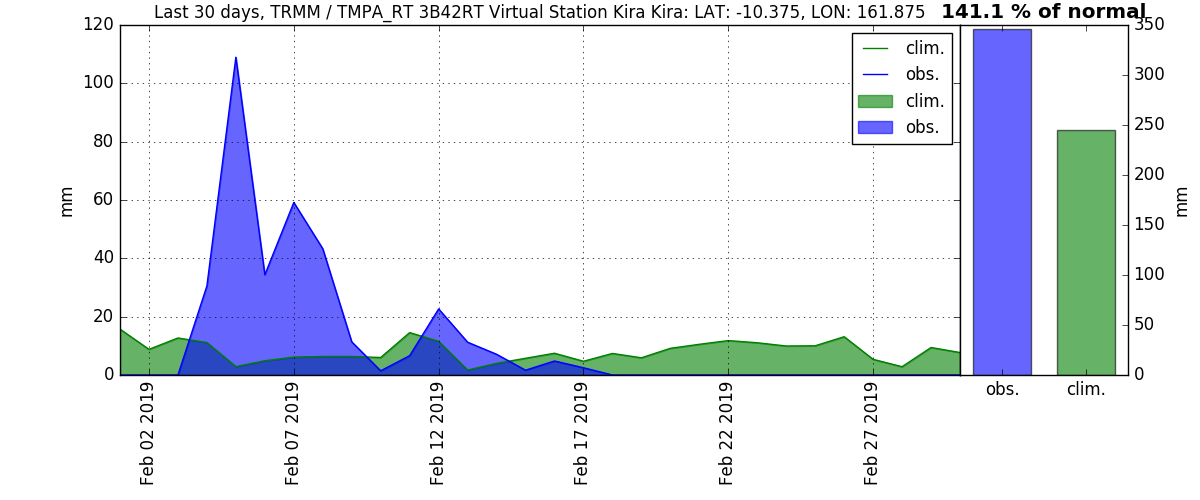 Last 30 days, TRMM / TMPA_RT 3B42RT Virtual Station Kira Kira: LAT: -10.375, LON: 161.875
141.1 % of normal
120
100
80
60
40
20
0
mm
clim.
obs.
clim.
obs.
Feb 02 2019
Feb 07 2019
Feb 12 2019
Feb 17 2019
Feb 22 2019
Feb 27 2019
350
300
250
200
150
100
50
0
mm
obs.
clim.